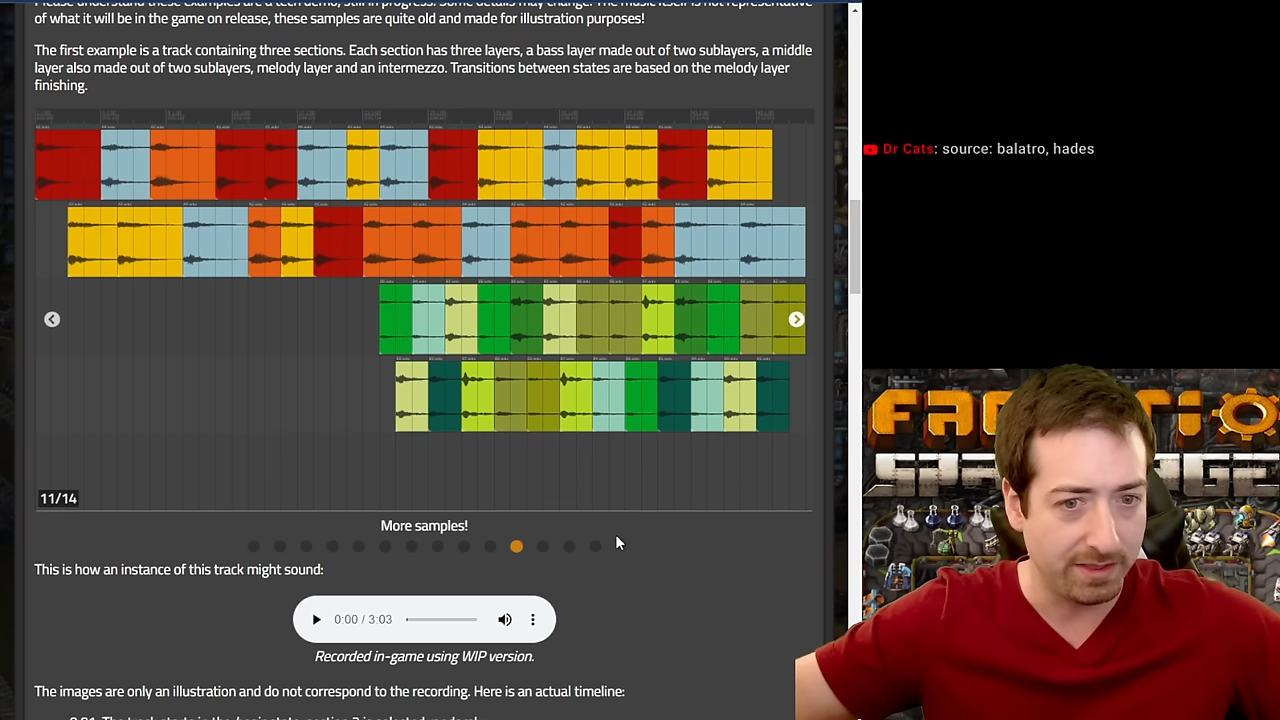 Please understand these examples are a tech demo, still in progress. Some details may change. The music itself is not representative
of what it will be in the game on release, these samples are quite old and made for illustration purposes!
The first example is a track containing three sections. Each section has three layers, a bass layer made out of two sublayers, a middle
layer also made out of two sublayers, melody layer and an intermezzo. Transitions between states are based on the melody layer
finishing.
Dr Cats: source: balatro, hades
11/14
More samples!
This is how an instance of this track might sound:
0:00 / 3:03
Recorded in-game using WIP version.
The images are only an illustration and do not correspond to the recording. Here is an actual timeline: